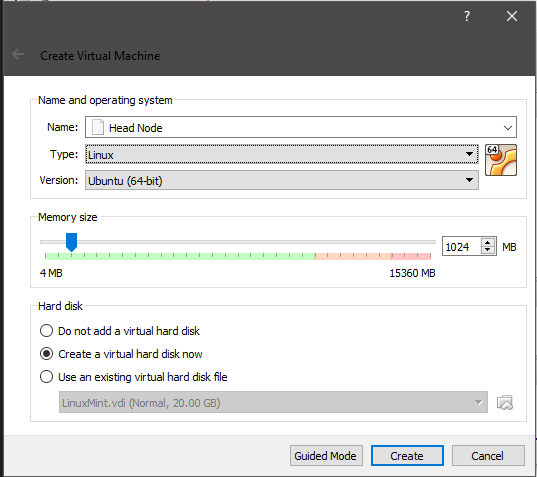 ?
Create Virtual Machine
Name and operating system
Name: Head Node
Type: Linux
64
Version: Ubuntu (64-bit)
Memory size
1024 MB
4 MB 15360 MB
Hard disk
Do not add a virtual hard disk
Create a virtual hard disk now
Use an existing virtual hard disk file
LinuxMint.vdi (Normal, 20.00 GB)
Guided Mode Create Cancel